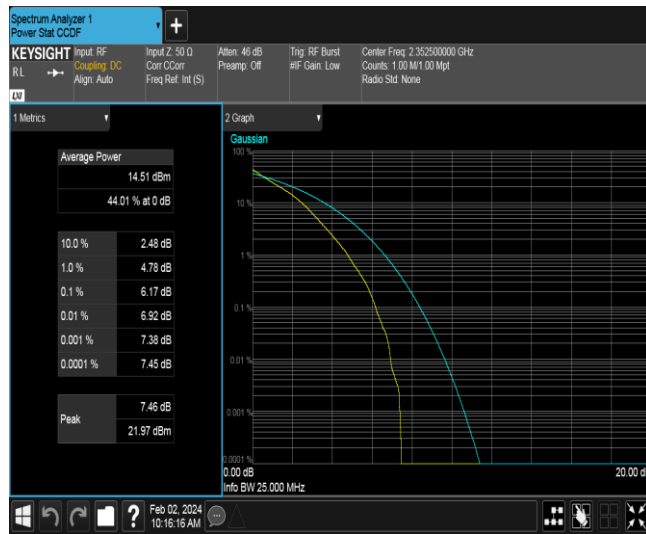 Spectrum Analyzer 1
Power Stat CCDF
+
KEYSIGHT
RL
LXI
Input: RF
Coupling: DC
Align: Auto
Input Z: 50 Ω
Corr CCorr
Freq Ref: Int (S)
Atten: 46 dB
Preamp: Off
Trig: RF Burst
#IF Gain: Low
Center Freq: 2.352500000 GHz
Counts: 1.00 M/1.00 Mpt
Radio Std: None
1 Metrics
Average Power
14.51 dBm
44.01 % at 0 dB
10.0 % 2.48 dB
1.0 % 4.78 dB
0.1 % 6.17 dB
0.01 % 6.92 dB
0.001 % 7.38 dB
0.0001 % 7.45 dB
Peak
7.46 dB
21.97 dBm
2 Graph
Gaussian
100 %
10 %
1 %
0.1 %
0.01 %
0.001 %
0.0001 %
0.00 dB
20.00 d
Info BW 25.000 MHz
?
Feb 02, 2024
10:16:16 AM